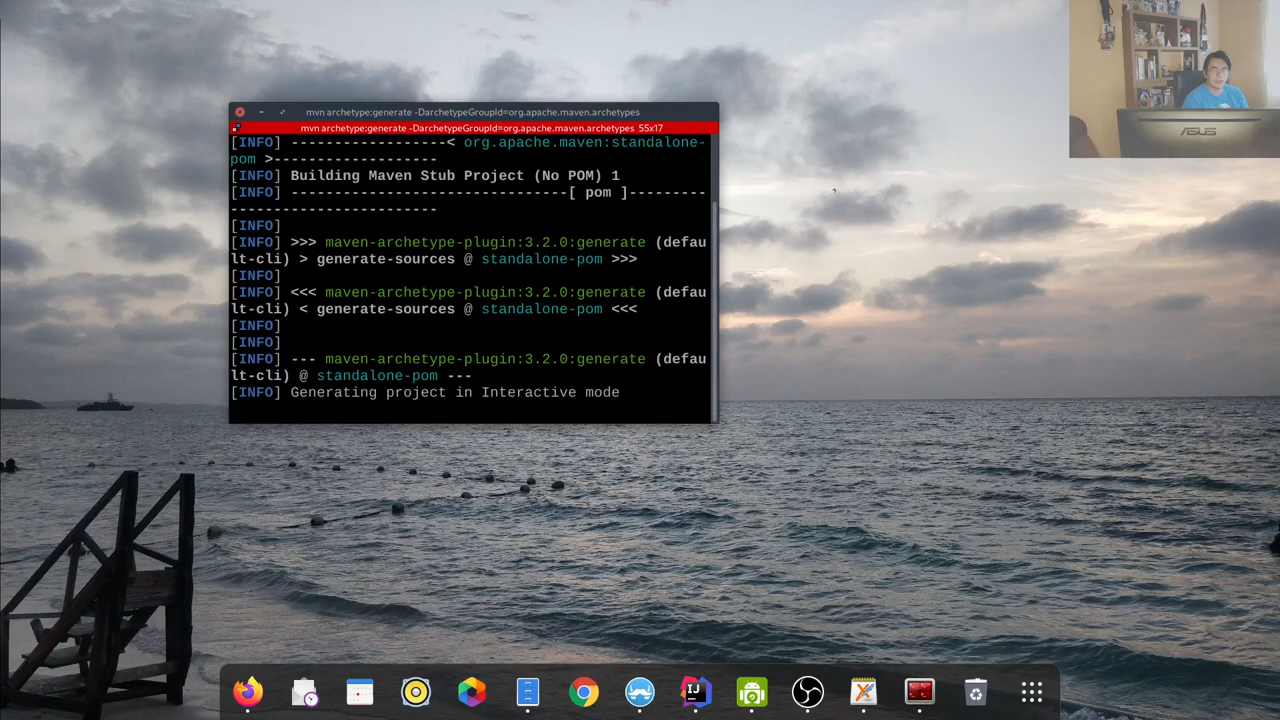 mvn archetype:generate -DarchetypeGroupId=org.apache.maven.archetypes
mvn archetype:generate -DarchetypeGroupId=org.apache.maven.archetypes 55x17
[INFO] ------------------< org.apache.maven:standalone-
pom >-------------------
[INFO] Building Maven Stub Project (No POM) 1
[INFO] --------------------------------[ pom ]---------
------------------------
[INFO]
[INFO] >>> maven-archetype-plugin:3.2.0:generate (defau
lt-cli) > generate-sources @ standalone-pom >>>
[INFO]
[INFO] <<< maven-archetype-plugin:3.2.0:generate (defau
lt-cli) < generate-sources @ standalone-pom <<<
[INFO]
[INFO]
[INFO] --- maven-archetype-plugin:3.2.0:generate (defau
lt-cli) @ standalone-pom ---
[INFO] Generating project in Interactive mode
ASUS
IJ